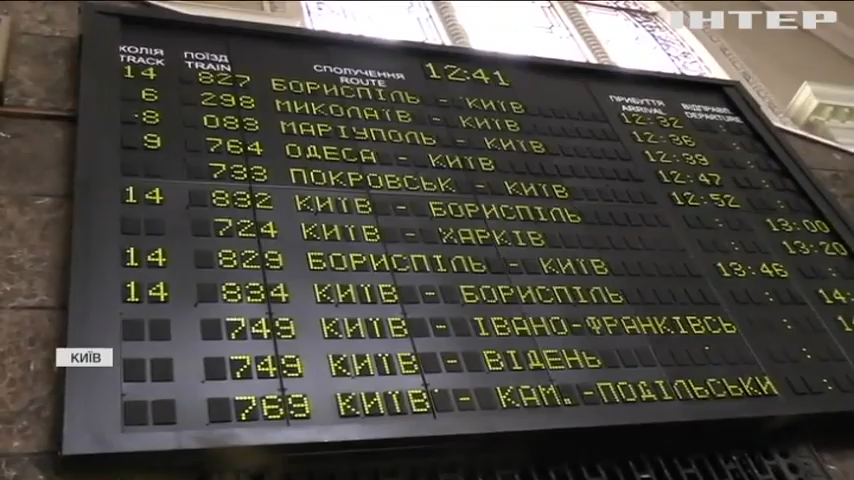 ІНТЕР
КОЛІЯ ПОЇЗД СПОЛУЧЕННЯ 12:41 ПРИБУТТЯ ВІДПРАВЛ
TRACK TRAIN ROUTE ARRIVAL DEPARTURE
14 827 БОРИСПІЛЬ - КИЇВ 12:32
6 298 МИКОЛАЇВ - КИЇВ 12:36
8 083 МАРІУПОЛЬ - КИЇВ 12:39
9 764 ОДЕСА - КИЇВ 12:47
733 ПОКРОВСЬК - КИЇВ 12:52
14 832 КИЇВ - БОРИСПІЛЬ 13:00
724 КИЇВ - ХАРКІВ 13:20
14 829 БОРИСПІЛЬ - КИЇВ 13:46
14 834 КИЇВ - БОРИСПІЛЬ 14:
749 КИЇВ - ІВАНО-ФРАНКІВСЬ
749 КИЇВ - ВІДЕНЬ
769 КИЇВ - КАМ.-ПОДІЛЬСЬКИ
КИЇВ